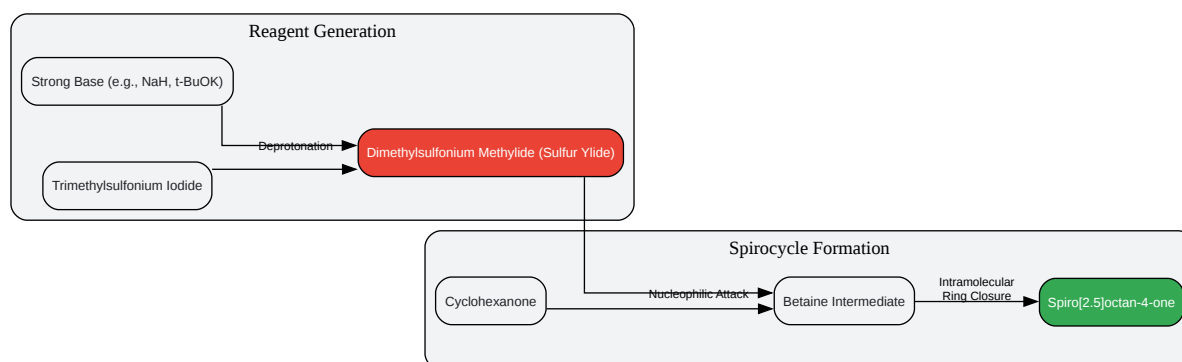 Reagent Generation
Strong Base (e.g., NaH, t-BuOK)
Deprotonation
Dimethylsulfonium Methylide (Sulfur Ylide)
Trimethylsulfonium Iodide
Spirocycle Formation
Cyclohexanone
Nucleophilic Attack
Betaine Intermediate
Intramolecular
Ring Closure
Spiro[2.5]octan-4-one